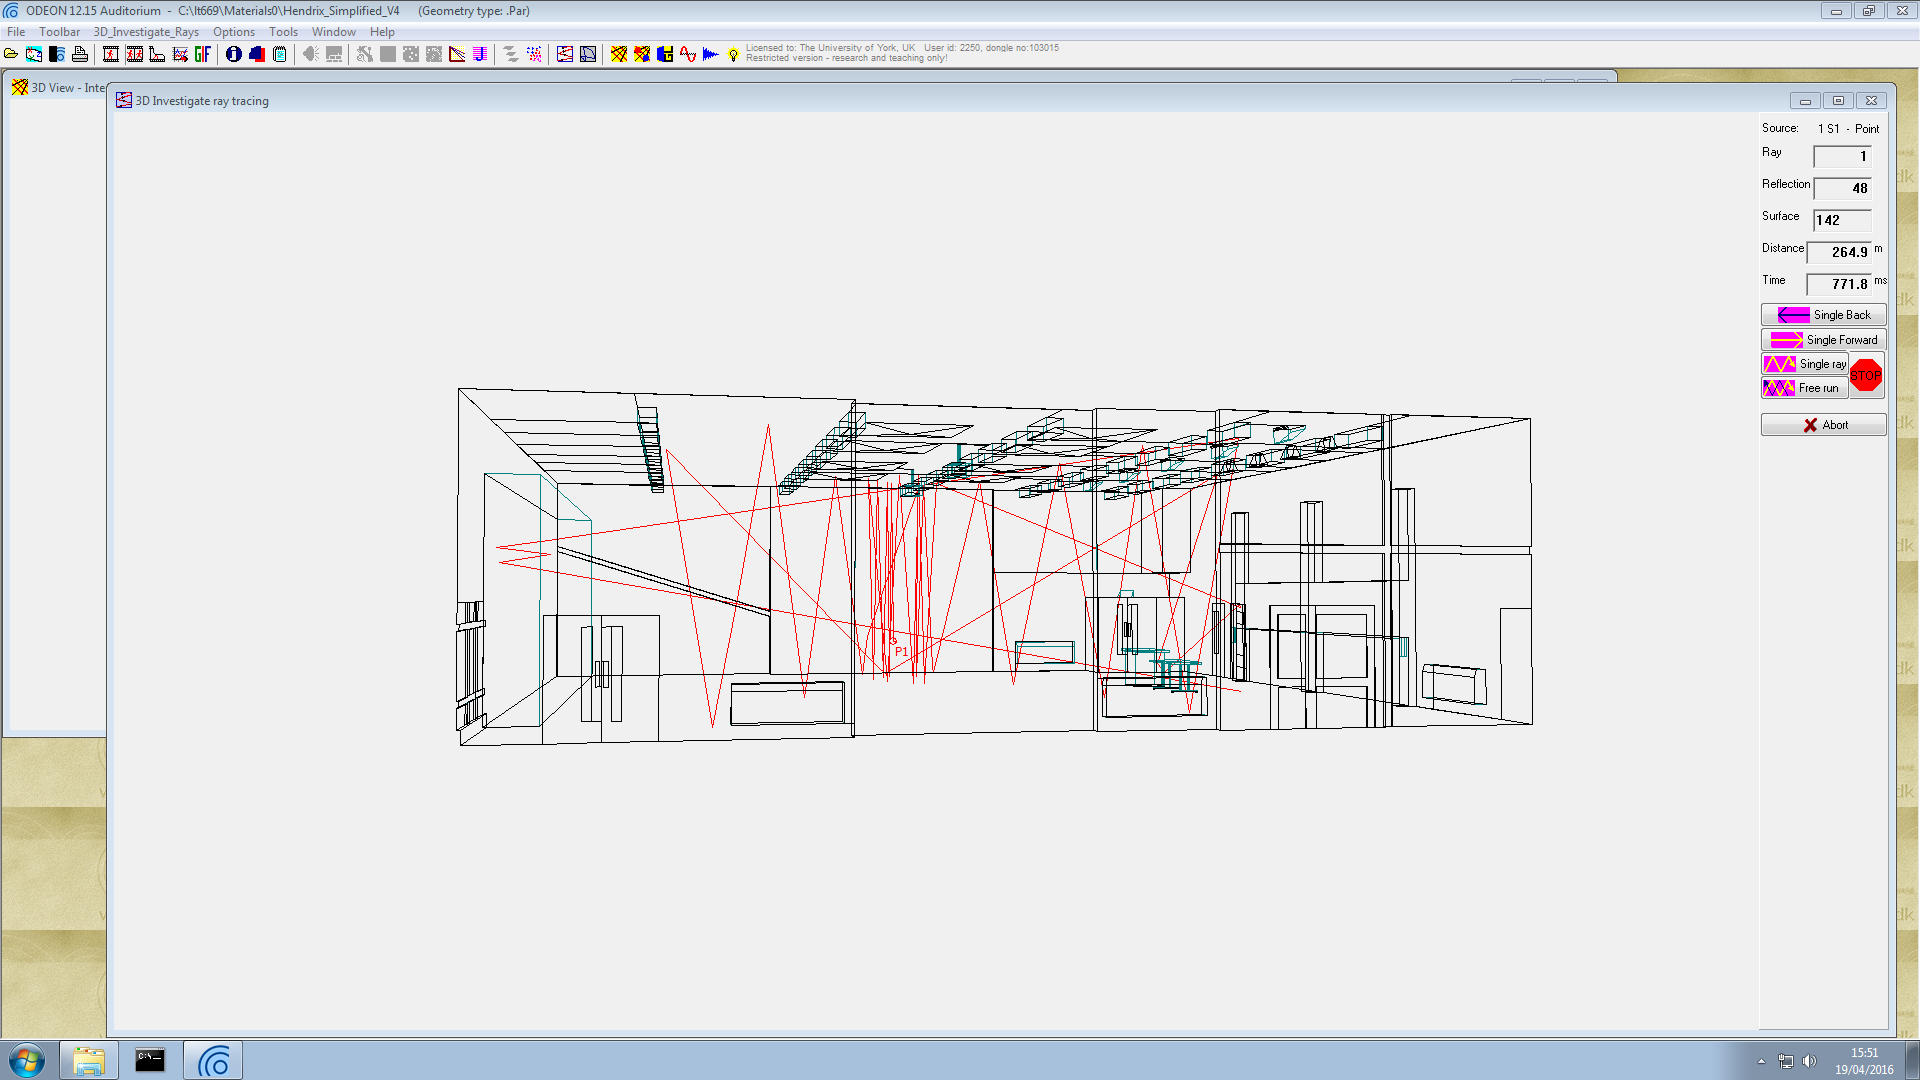 ODEON 12.15 Auditorium - C:\lt669\Materials0\Hendrix_Simplified_V4 (Geometry type: .Par)
File Toolbar 3D_Investigate_Rays Options Tools Window Help
GIF
Licensed to: The University of York, UK User id: 2250, dongle no:103015
Restricted version - research and teaching only!
3D View - Inte
3D Investigate ray tracing
Source: 1 S1 - Point
Ray 1
Reflection 48
Surface 142
Distance 264.9 m
Time 771.8 ms
Single Back
Single Forward
Single ray
STOP
Free run
Abort
P1
C:\_
15:51
19/04/2016